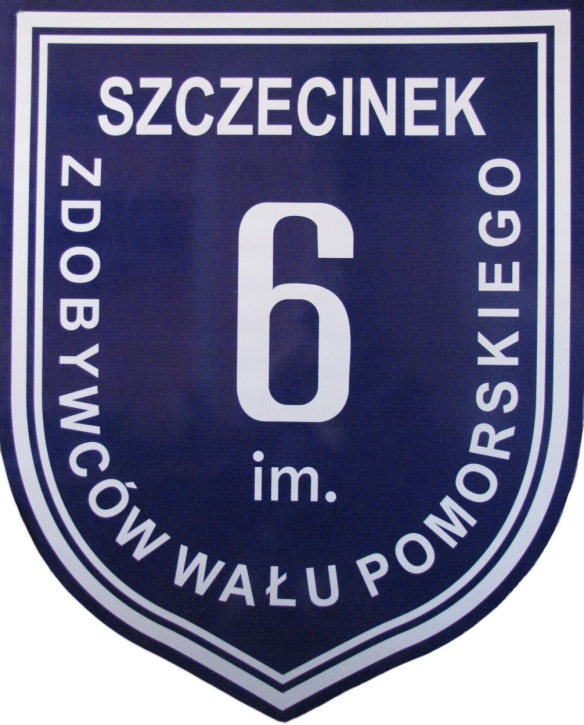 SZCZECINEK
6
im.
ZDOBYWCÓW WAŁU POMORSKIEGO